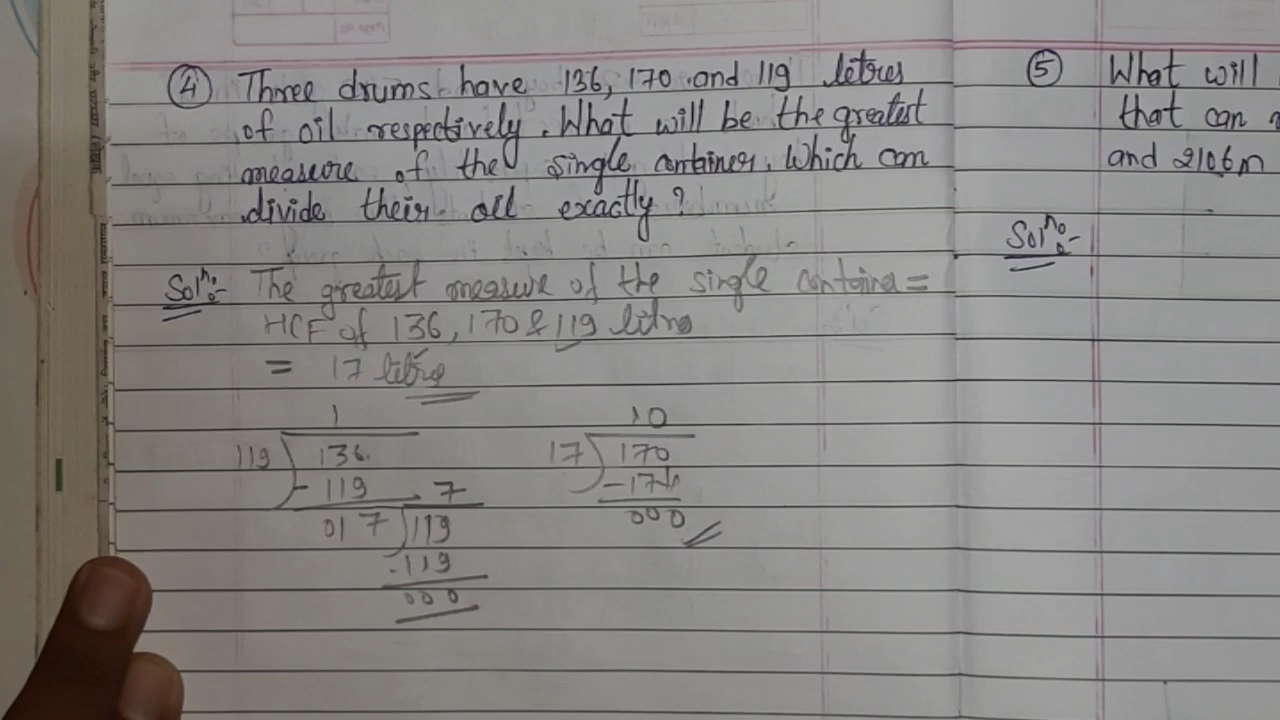 ④ Three drums have 136, 170 and 119 letres
of oil respectively. What will be the greatest
measure of the single container. Which can
divide their all exactly?
Solⁿ:- The greatest measure of the single container =
HCF of 136, 170 & 119 litres
= 17 litres
1
119 ) 136
- 119 7
017 ) 119
- 119
000
10
17 ) 170
- 170
000
⑤ What will
that can
and 2106m
Solⁿ:-